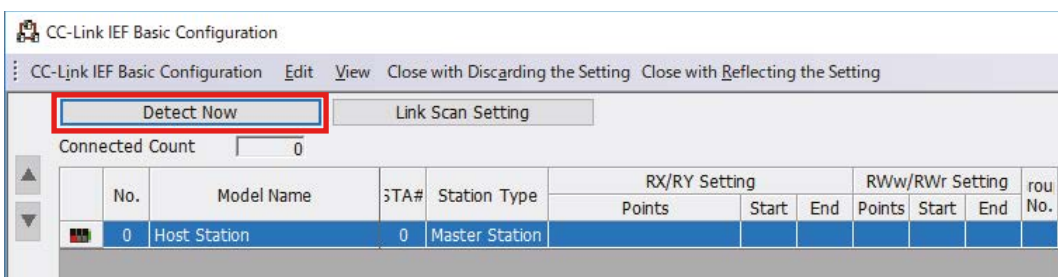 CC-Link IEF Basic Configuration
CC-Link IEF Basic Configuration Edit View Close with Discarding the Setting Close with Reflecting the Setting
Detect Now Link Scan Setting
Connected Count 0
No. Model Name STA# Station Type RX/RY Setting RWw/RWr Setting rou No.
Points Start End Points Start End
0 Host Station 0 Master Station